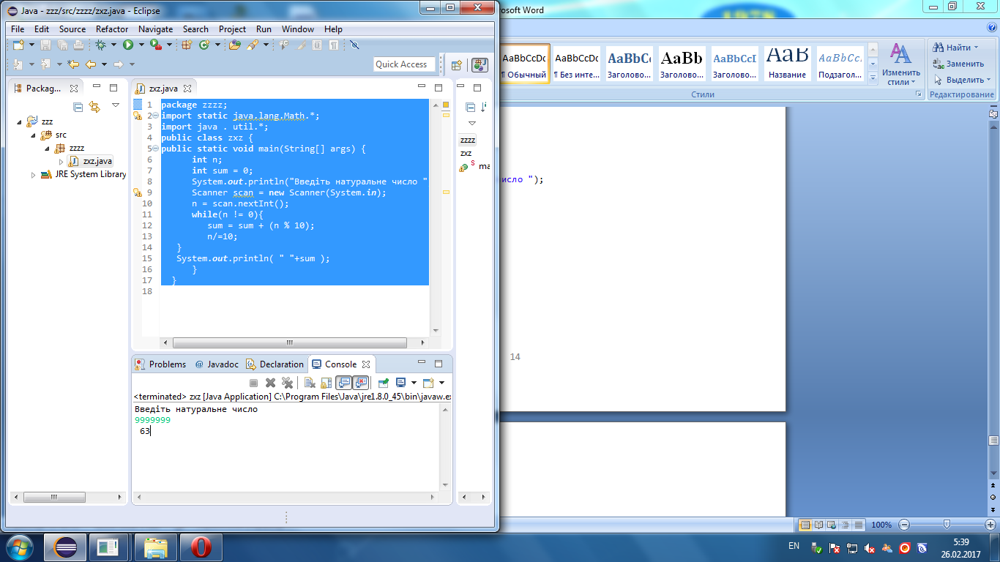 Java - zzz/src/zzzz/zxz.java - Eclipse
File Edit Source Refactor Navigate Search Project Run Window Help
Quick Access
Packag...
zzz
src
zzzz
zxz.java
JRE System Library
zxz.java
1 package zzzz;
2 import static java.lang.Math.*;
3 import java . util.*;
4 public class zxz {
5 public static void main(String[] args) {
6 int n;
7 int sum = 0;
8 System.out.println("Введіть натуральне число "
9 Scanner scan = new Scanner(System.in);
10 n = scan.nextInt();
11 while(n != 0){
12 sum = sum + (n % 10);
13 n/=10;
14 }
15 System.out.println( " "+sum );
16 }
17 }
18
zzzz
zxz
S ma
Problems @ Javadoc Declaration Console
<terminated> zxz [Java Application] C:\Program Files\Java\jre1.8.0_45\bin\javaw.ex
Введіть натуральне число
9999999
63
rosoft Word
AaBbCcDc AaBbCcDc AaBbC AaBb AaBbCcI AaB AaBbCc.
¶ Обычный ¶ Без инте... Заголово... Заголово... Заголово... Название Подзагол...
Изменить
стили
Стили
Найти
Заменить
Выделить
Редактирование
исло ");
14
100%
EN
5:39
26.02.2017